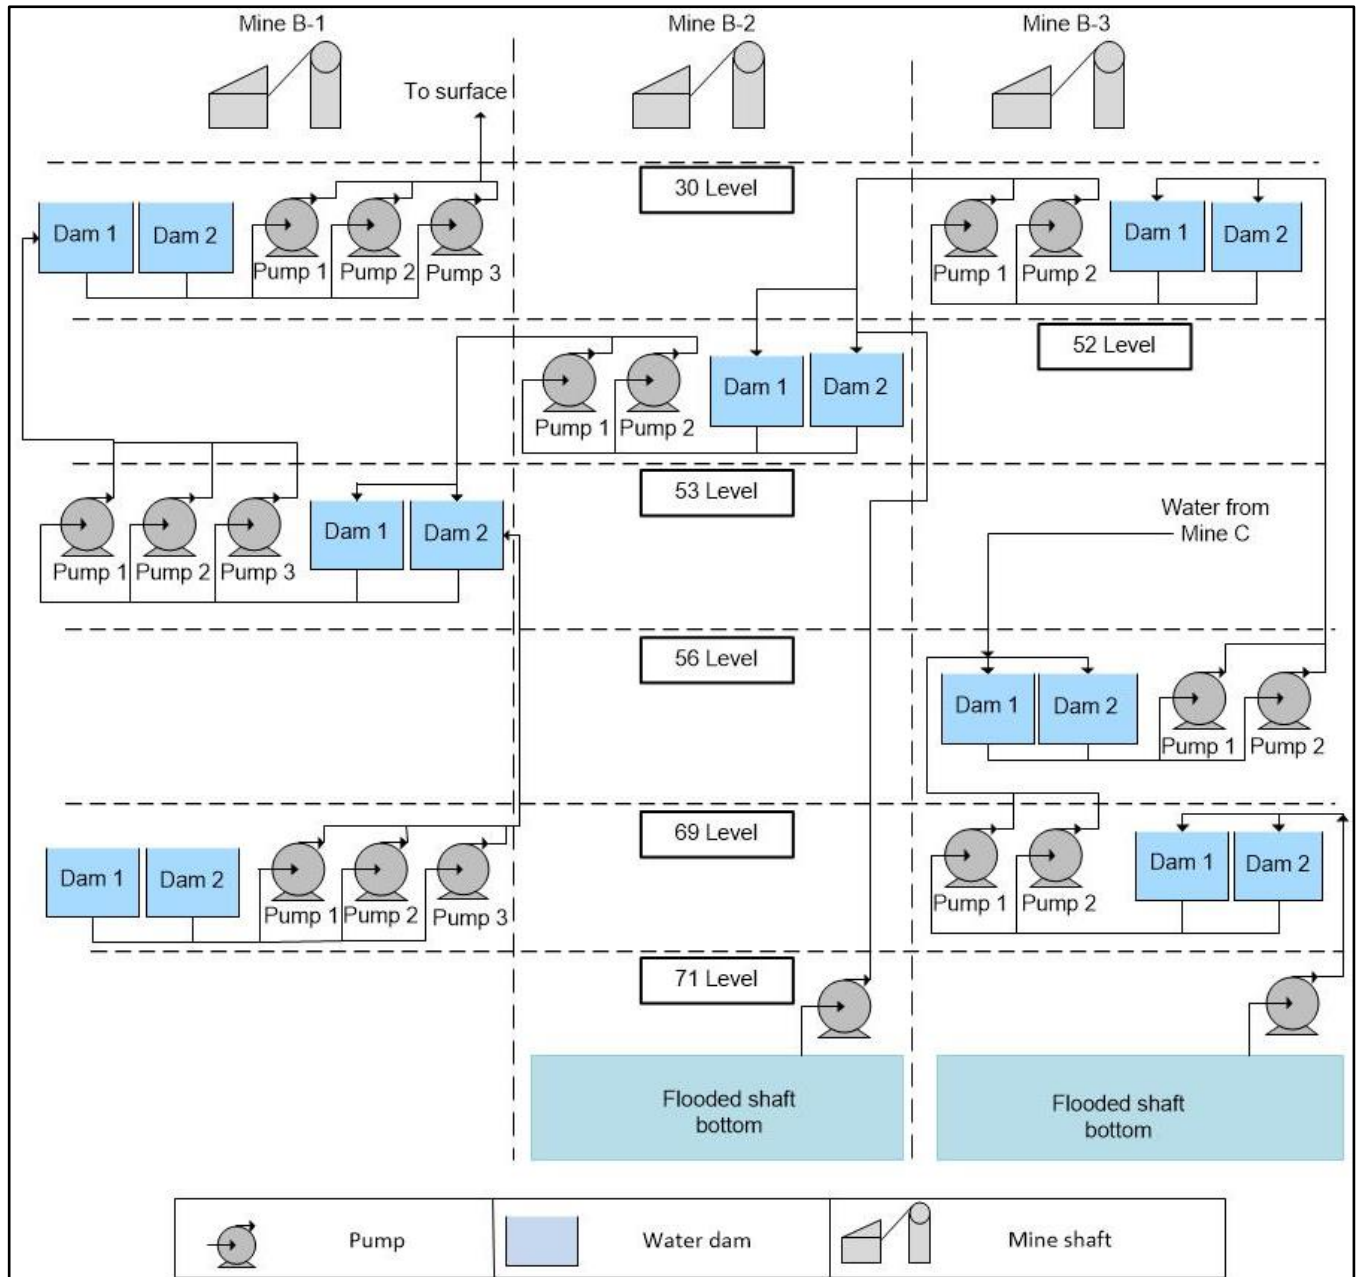 Mine B-1
Mine B-2
Mine B-3
To surface
30 Level
Dam 1
Dam 2
Pump 1
Pump 2
Pump 3
Pump 1
Pump 2
Dam 1
Dam 2
52 Level
Pump 1
Pump 2
Dam 1
Dam 2
53 Level
Pump 1
Pump 2
Pump 3
Dam 1
Dam 2
Water from
Mine C
56 Level
Dam 1
Dam 2
Pump 1
Pump 2
69 Level
Dam 1
Dam 2
Pump 1
Pump 2
Pump 3
Pump 1
Pump 2
Dam 1
Dam 2
71 Level
Flooded shaft
bottom
Flooded shaft
bottom
Pump
Water dam
Mine shaft